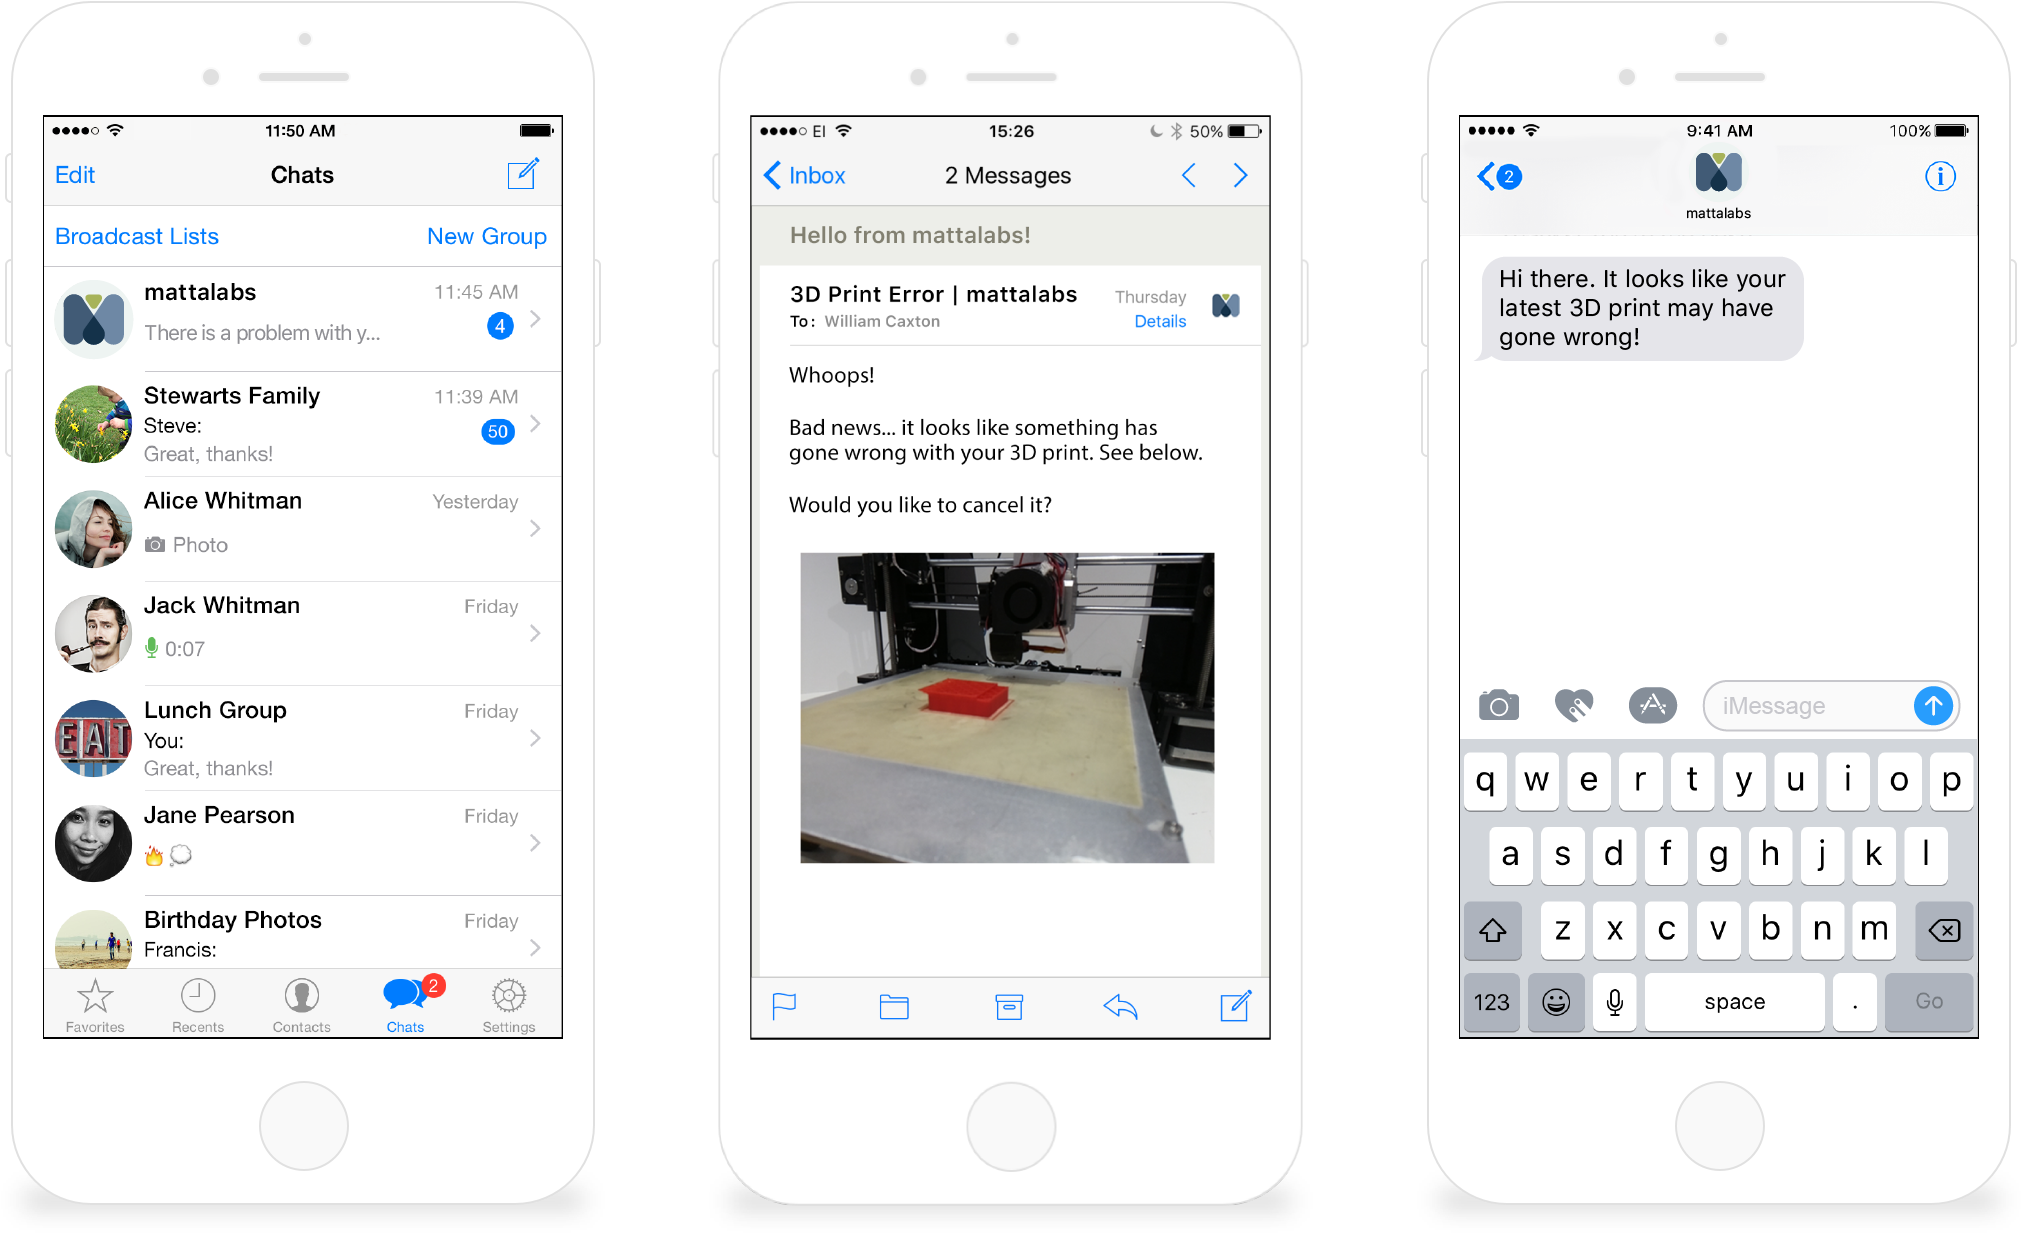 11:50 AM
Edit
Chats
Broadcast Lists
New Group
mattalabs
11:45 AM
There is a problem with y...
4
Stewarts Family
11:39 AM
Steve:
50
Great, thanks!
Alice Whitman
Yesterday
Photo
Jack Whitman
Friday
0:07
Lunch Group
Friday
You:
Great, thanks!
EAT
Jane Pearson
Friday
Birthday Photos
Friday
Francis:
2
Favorites
Recents
Contacts
Chats
Settings
EI
15:26
50%
Inbox
2 Messages
Hello from mattalabs!
3D Print Error | mattalabs
Thursday
To: William Caxton
Details
Whoops!
Bad news... it looks like something has
gone wrong with your 3D print. See below.
Would you like to cancel it?
9:41 AM
100%
2
mattalabs
Hi there. It looks like your
latest 3D print may have
gone wrong!
iMessage
q w e r t y u i o p
a s d f g h j k l
z x c v b n m
123
space
.
Go